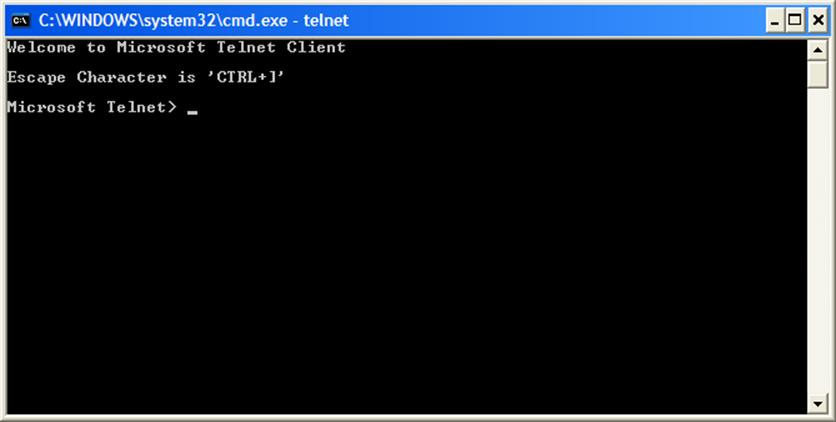 C:\WINDOWS\system32\cmd.exe - telnet
Welcome to Microsoft Telnet Client
Escape Character is 'CTRL+]'
Microsoft Telnet> _